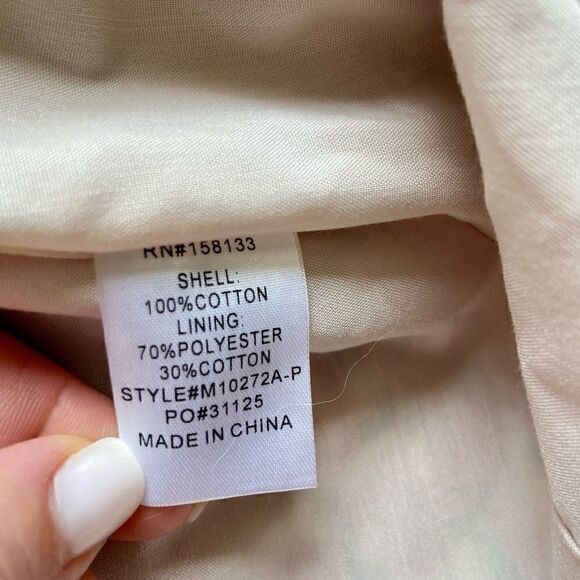 RN#158133
SHELL:
100%COTTON
LINING:
70%POLYESTER
30%COTTON
STYLE#M10272A-P
PO#31125
MADE IN CHINA